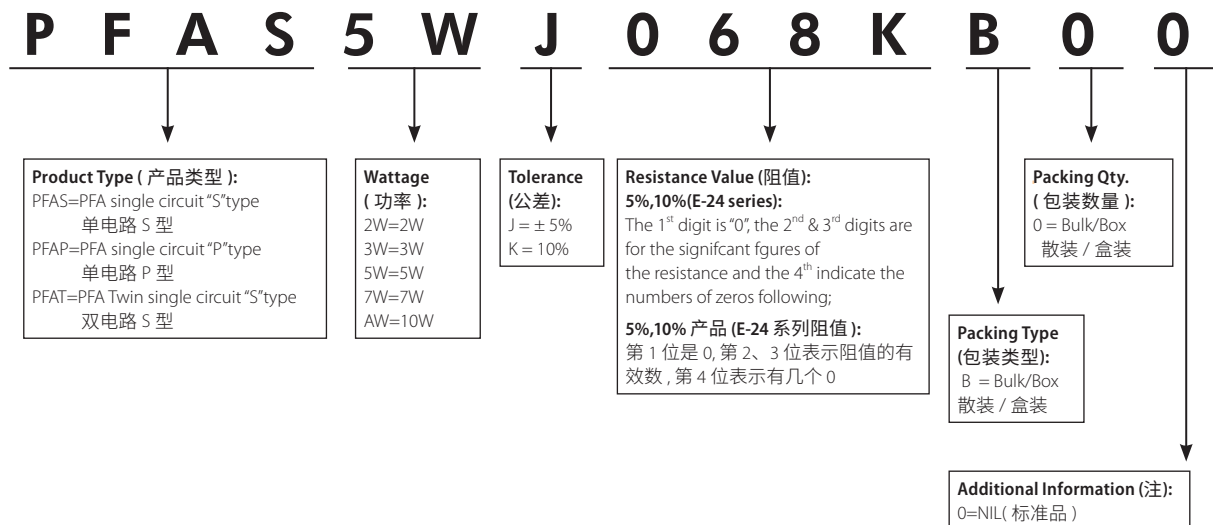 P F A S 5 W J 0 6 8 K B 0 0
Product Type ( 产品类型 ):
PFAS=PFA single circuit “S”type
单电路 S 型
PFAP=PFA single circuit “P”type
单电路 P 型
PFAT=PFA Twin single circuit “S”type
双电路 S 型
Wattage
( 功率 ):
2W=2W
3W=3W
5W=5W
7W=7W
AW=10W
Tolerance
(公差):
J = ± 5%
K = 10%
Resistance Value (阻值):
5%,10%(E-24 series):
The 1st digit is “0”, the 2nd & 3rd digits are
for the signifcant fgures of
the resistance and the 4th indicate the
numbers of zeros following;
5%,10% 产品 (E-24 系列阻值 ):
第 1 位是 0, 第 2、3 位表示阻值的有
效数 , 第 4 位表示有几个 0
Packing Type
(包装类型):
B = Bulk/Box
散装 / 盒装
Packing Qty.
( 包装数量 ):
0 = Bulk/Box
散装 / 盒装
Additional Information (注):
0=NIL( 标准品 )